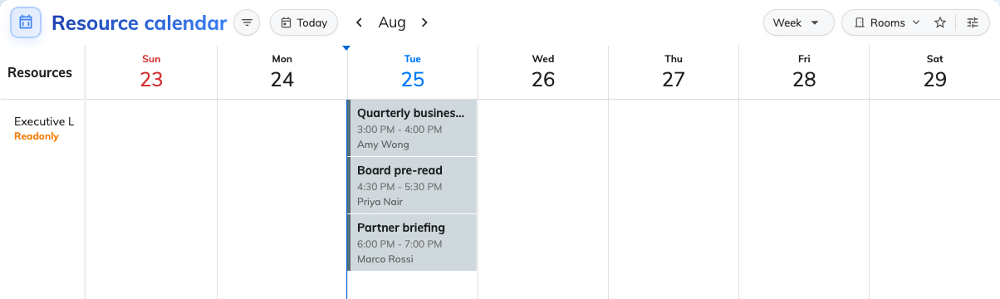 Resource calendar
Today
Aug
Week
Rooms
Resources
Sun
23
Mon
24
Tue
25
Wed
26
Thu
27
Fri
28
Sat
29
Executive L
Readonly
Quarterly busines...
3:00 PM - 4:00 PM
Amy Wong
Board pre-read
4:30 PM - 5:30 PM
Priya Nair
Partner briefing
6:00 PM - 7:00 PM
Marco Rossi